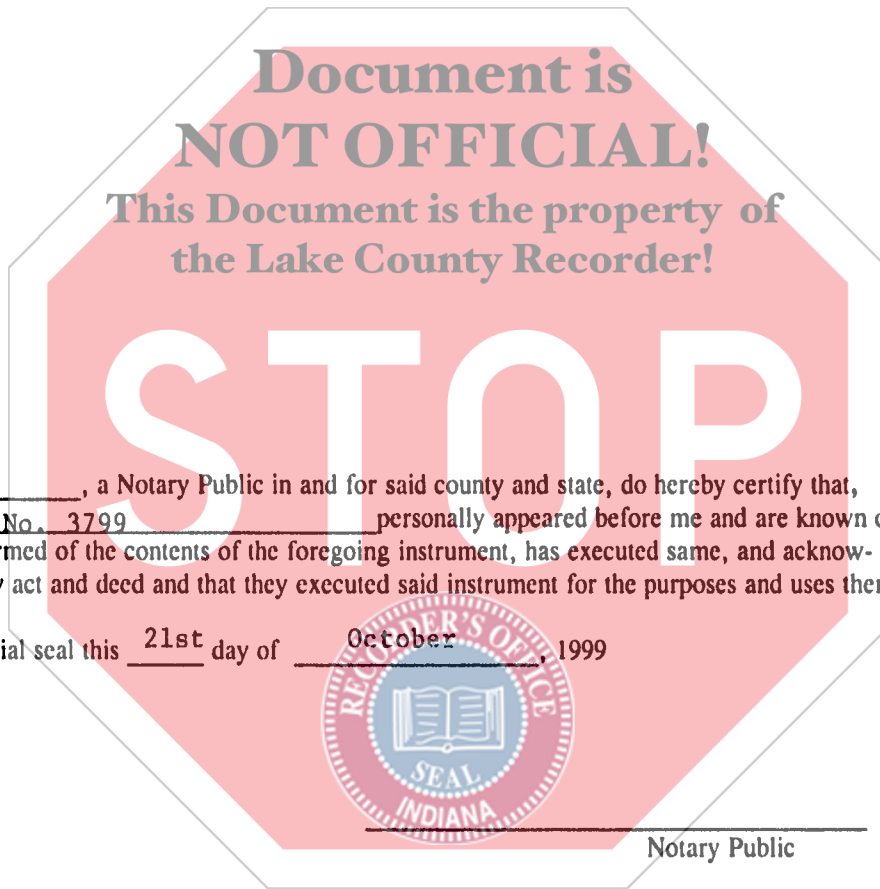 Document is
NOT OFFICIAL!
This Document is the property of
the Lake County Recorder!
STOP
, a Notary Public in and for said county and state, do hereby certify that,
No. 3799 personally appeared before me and are known
of the contents of the foregoing instrument, has executed same, and acknow-
act and deed and that they executed said instrument for the purposes and uses
seal this 21st day of October, 1999
RECORDER'S OFFICE
SEAL
INDIANA
Notary Public